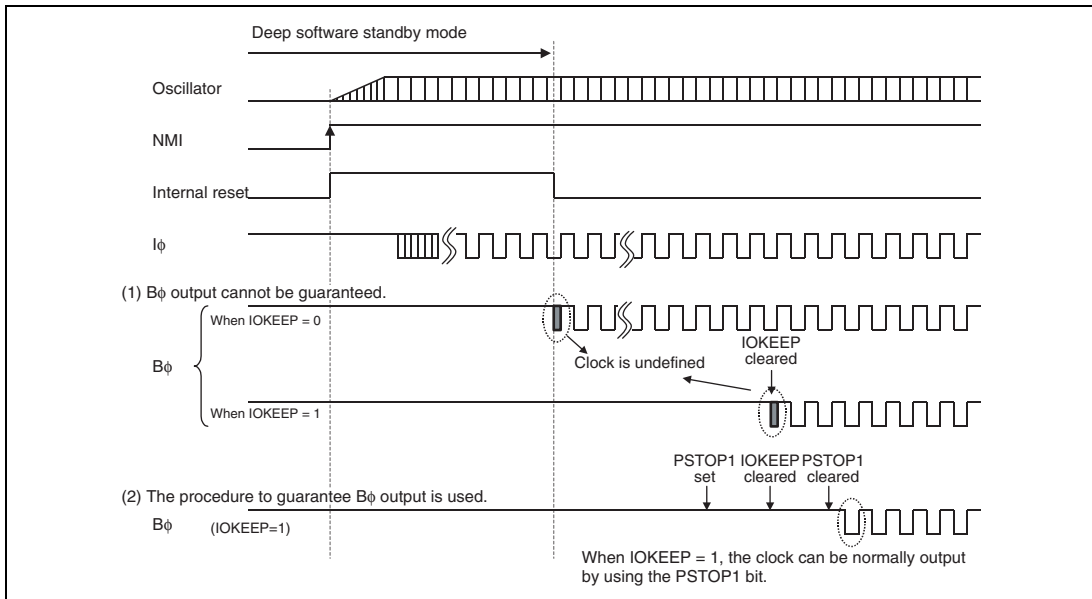 Deep software standby mode
Oscillator
NMI
Internal reset
Iϕ
(1) Bϕ output cannot be guaranteed.
When IOKEEP = 0
IOKEEP
cleared
Clock is undefined
Bϕ
When IOKEEP = 1
PSTOP1 IOKEEP PSTOP1
set cleared cleared
(2) The procedure to guarantee Bϕ output is used.
Bϕ (IOKEEP=1)
When IOKEEP = 1, the clock can be normally output
by using the PSTOP1 bit.